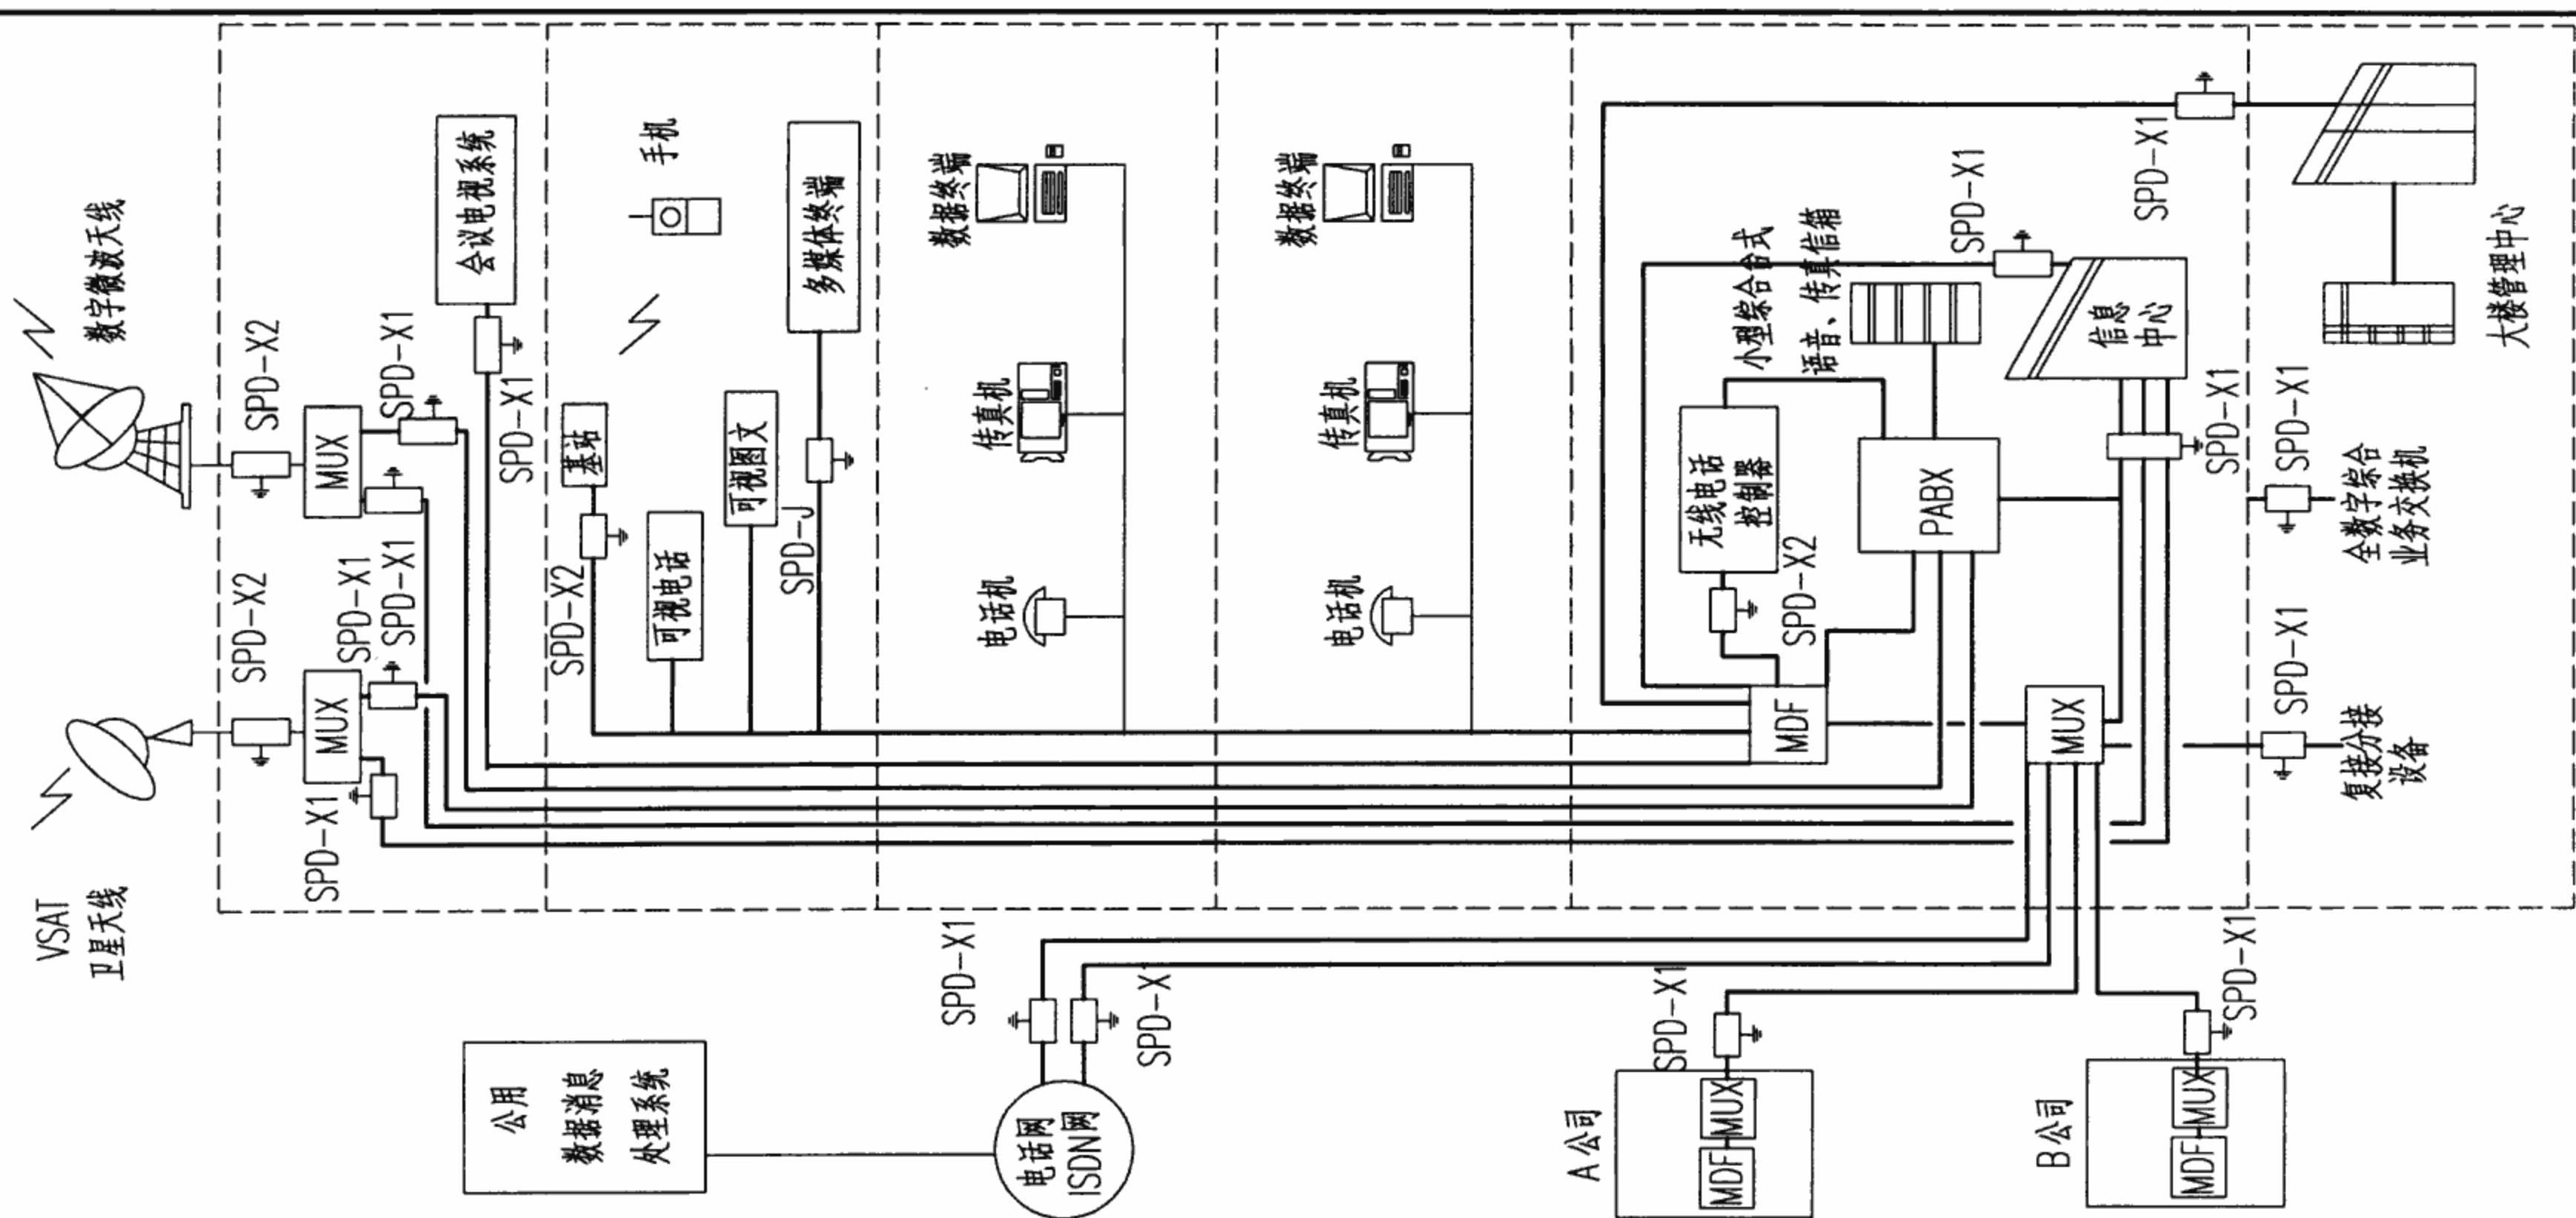 VSAT
卫星天线
数字微波天线
SPD-X2
SPD-X2
MUX
MUX
SPD-X1
SPD-X1
SPD-X1
SPD-X1
会议电视系统
SPD-X1
SPD-X2
基站
手机
可视电话
可视图文
多媒体终端
SPD-J
电话机
传真机
数据终端
电话机
传真机
数据终端
小型综合台式
语音、传真信箱
无线电话
控制器
SPD-X2
SPD-X1
SPD-X1
MDF
PABX
信息
中心
MUX
SPD-X1
SPD-X1
SPD-X1
复接分接
设备
全数字综合
业务交换机
大楼管理中心
公用
数据消息
处理系统
电话网
ISDN网
SPD-X1
SPD-X
A公司
MDF
MUX
SPD-X1
B公司
MDF
MUX
SPD-X1